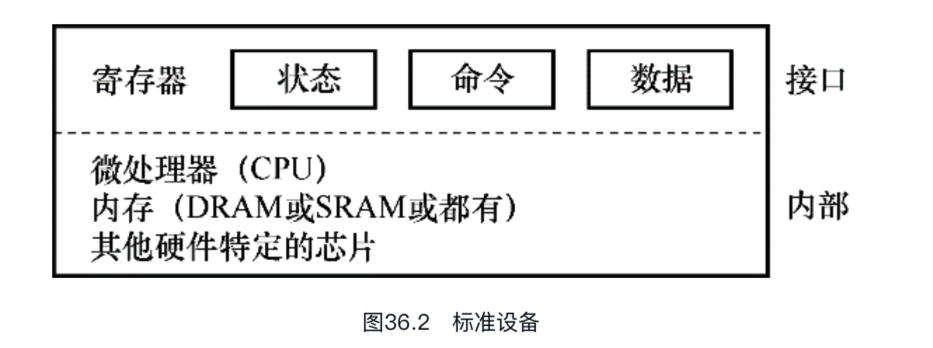 寄存器 状态 命令 数据 接口
微处理器（CPU）
内存（DRAM或SRAM或都有）
内部
其他硬件特定的芯片
图36.2 标准设备